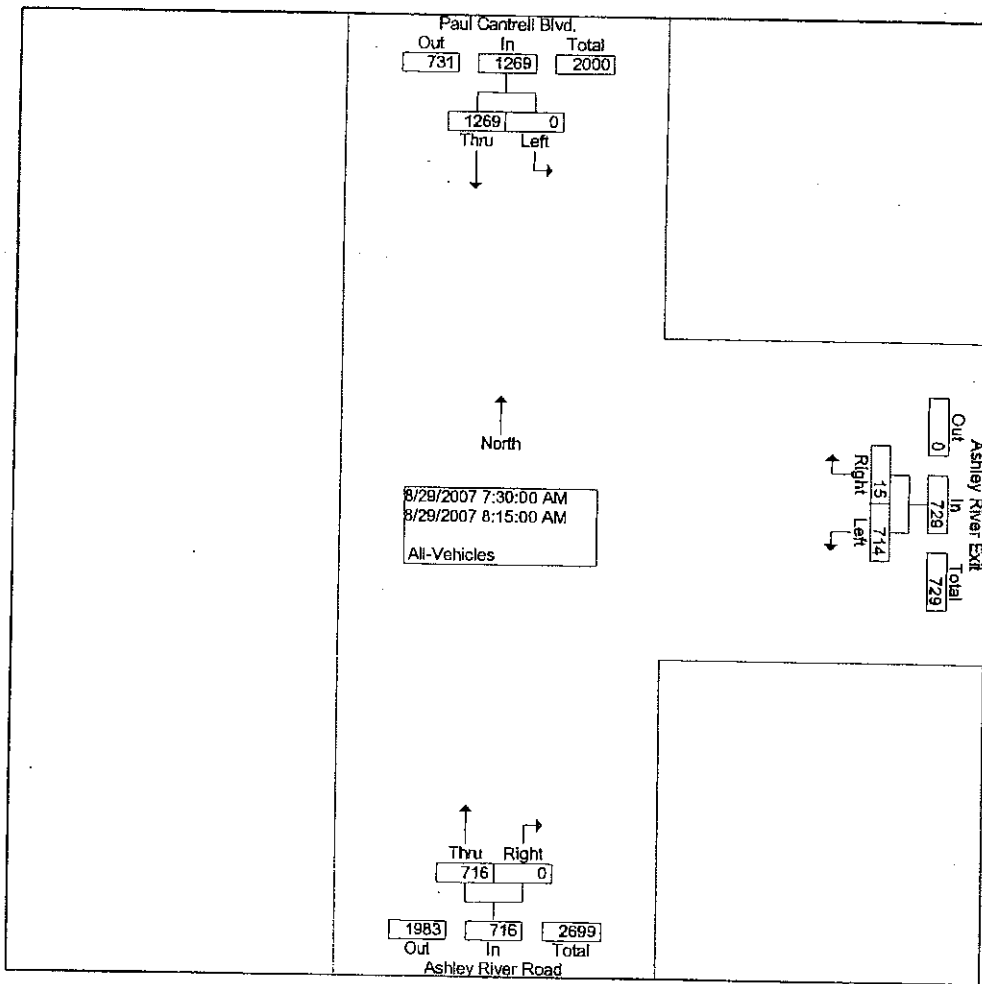 Paul Cantrell Blvd.
Out In Total
731 1269 2000
1269 0
Thru Left
North
8/29/2007 7:30:00 AM
8/29/2007 8:15:00 AM
All-Vehicles
Ashley River Exit
Out In Total
0 729 729
15 714
Right Left
Thru Right
716 0
1983 716 2699
Out In Total
Ashley River Road